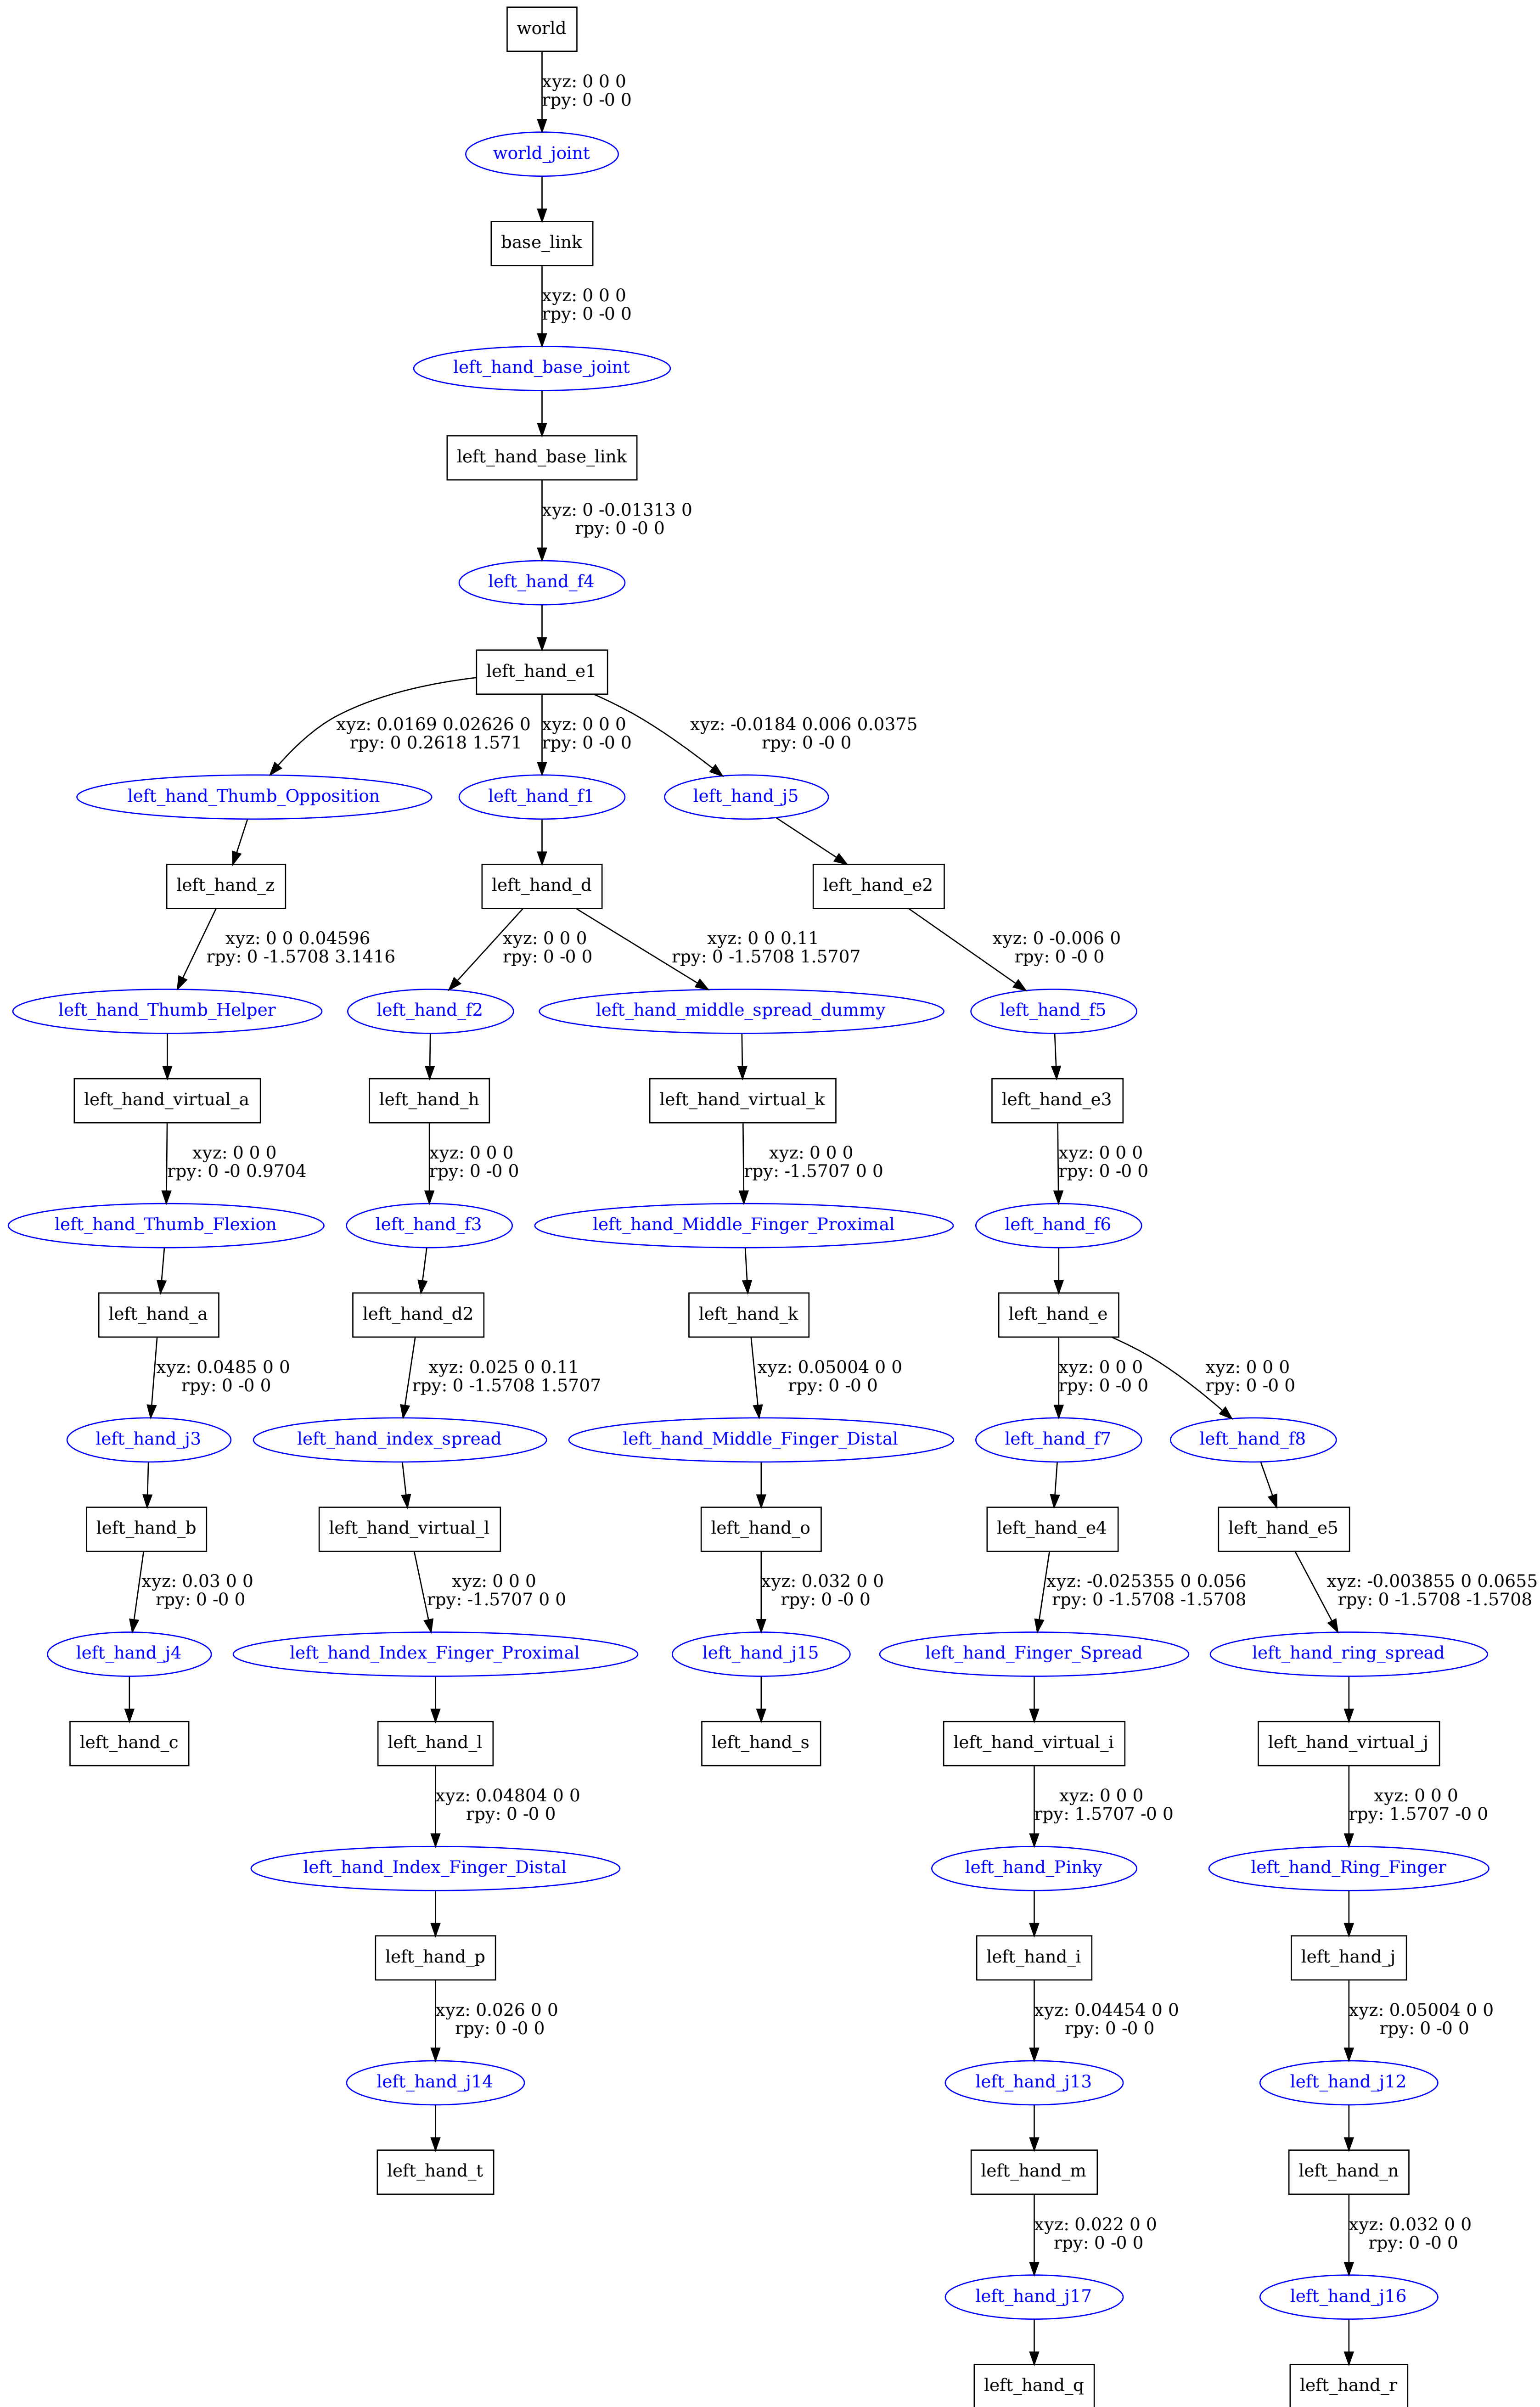 world
xyz: 0 0 0
rpy: 0 -0 0
world_joint
base_link
xyz: 0 0 0
rpy: 0 -0 0
left_hand_base_joint
left_hand_base_link
xyz: 0 -0.01313 0
rpy: 0 -0 0
left_hand_f4
left_hand_e1
xyz: 0.0169 0.02626 0
rpy: 0 0.2618 1.571
xyz: 0 0 0
rpy: 0 -0 0
xyz: -0.0184 0.006 0.0375
rpy: 0 -0 0
left_hand_Thumb_Opposition
left_hand_f1
left_hand_j5
left_hand_z
left_hand_d
left_hand_e2
xyz: 0 0 0.04596
rpy: 0 -1.5708 3.1416
xyz: 0 0 0
rpy: 0 -0 0
xyz: 0 0 0.11
rpy: 0 -1.5708 1.5707
xyz: 0 -0.006 0
rpy: 0 -0 0
left_hand_Thumb_Helper
left_hand_f2
left_hand_middle_spread_dummy
left_hand_f5
left_hand_virtual_a
left_hand_h
left_hand_virtual_k
left_hand_e3
xyz: 0 0 0
rpy: 0 -0 0.9704
xyz: 0 0 0
rpy: 0 -0 0
xyz: 0 0 0
rpy: -1.5707 0 0
xyz: 0 0 0
rpy: 0 -0 0
left_hand_Thumb_Flexion
left_hand_f3
left_hand_Middle_Finger_Proximal
left_hand_f6
left_hand_a
left_hand_d2
left_hand_k
left_hand_e
xyz: 0.0485 0 0
rpy: 0 -0 0
xyz: 0.025 0 0.11
rpy: 0 -1.5708 1.5707
xyz: 0.05004 0 0
rpy: 0 -0 0
xyz: 0 0 0
rpy: 0 -0 0
xyz: 0 0 0
rpy: 0 -0 0
left_hand_j3
left_hand_index_spread
left_hand_Middle_Finger_Distal
left_hand_f7
left_hand_f8
left_hand_b
left_hand_virtual_l
left_hand_o
left_hand_e4
left_hand_e5
xyz: 0.03 0 0
rpy: 0 -0 0
xyz: 0 0 0
rpy: -1.5707 0 0
xyz: 0.032 0 0
rpy: 0 -0 0
xyz: -0.025355 0 0.056
rpy: 0 -1.5708 -1.5708
xyz: -0.003855 0 0.0655
rpy: 0 -1.5708 -1.5708
left_hand_j4
left_hand_Index_Finger_Proximal
left_hand_j15
left_hand_Finger_Spread
left_hand_ring_spread
left_hand_c
left_hand_l
left_hand_s
left_hand_virtual_i
left_hand_virtual_j
xyz: 0.04804 0 0
rpy: 0 -0 0
xyz: 0 0 0
rpy: 1.5707 -0 0
xyz: 0 0 0
rpy: 1.5707 -0 0
left_hand_Index_Finger_Distal
left_hand_Pinky
left_hand_Ring_Finger
left_hand_p
left_hand_i
left_hand_j
xyz: 0.026 0 0
rpy: 0 -0 0
xyz: 0.04454 0 0
rpy: 0 -0 0
xyz: 0.05004 0 0
rpy: 0 -0 0
left_hand_j14
left_hand_j13
left_hand_j12
left_hand_t
left_hand_m
left_hand_n
xyz: 0.022 0 0
rpy: 0 -0 0
xyz: 0.032 0 0
rpy: 0 -0 0
left_hand_j17
left_hand_j16
left_hand_q
left_hand_r